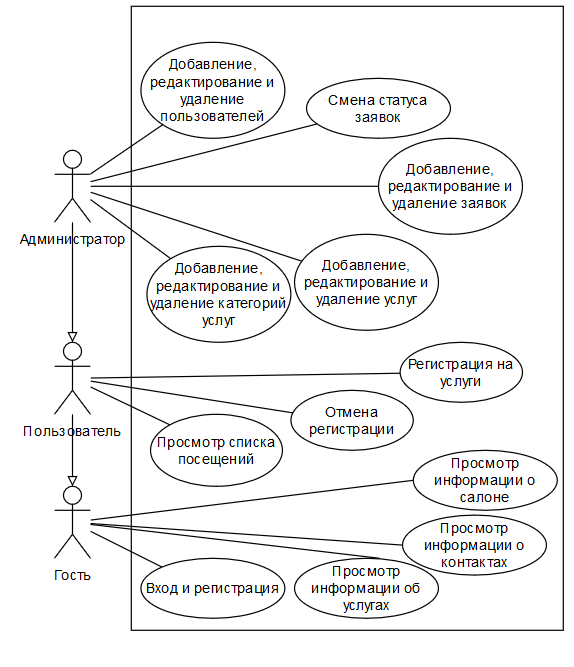 Добавление,
редактирование и
удаление
пользователей
Смена статуса
заявок
Добавление,
редактирование и
удаление заявок
Администратор
Добавление,
редактирование и
удаление категорий
услуг
Добавление,
редактирование и
удаление услуг
Регистрация на
услуги
Отмена
регистрации
Пользователь
Просмотр списка
посещений
Просмотр
информации о
салоне
Просмотр
информации о
контактах
Гость
Вход и регистрация
Просмотр
информации об
услугах